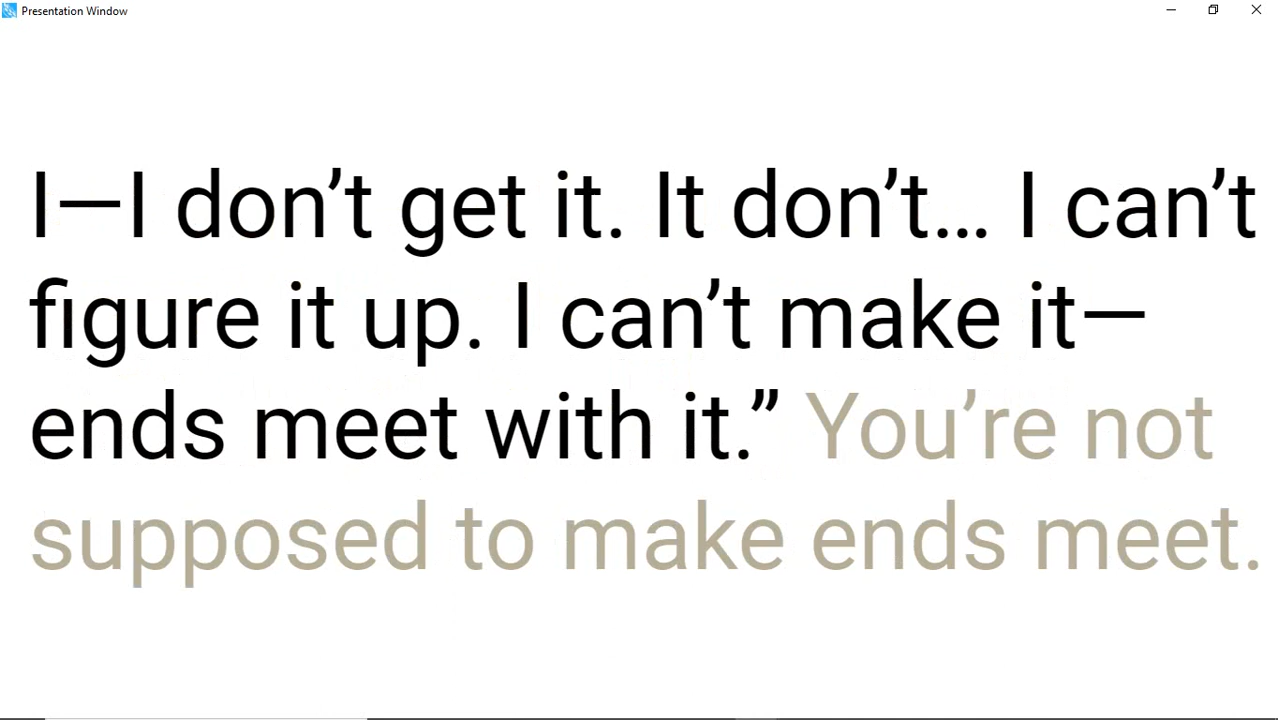 Presentation Window
I—I don’t get it. It don’t… I can’t
figure it up. I can’t make it—
ends meet with it.” You’re not
supposed to make ends meet.